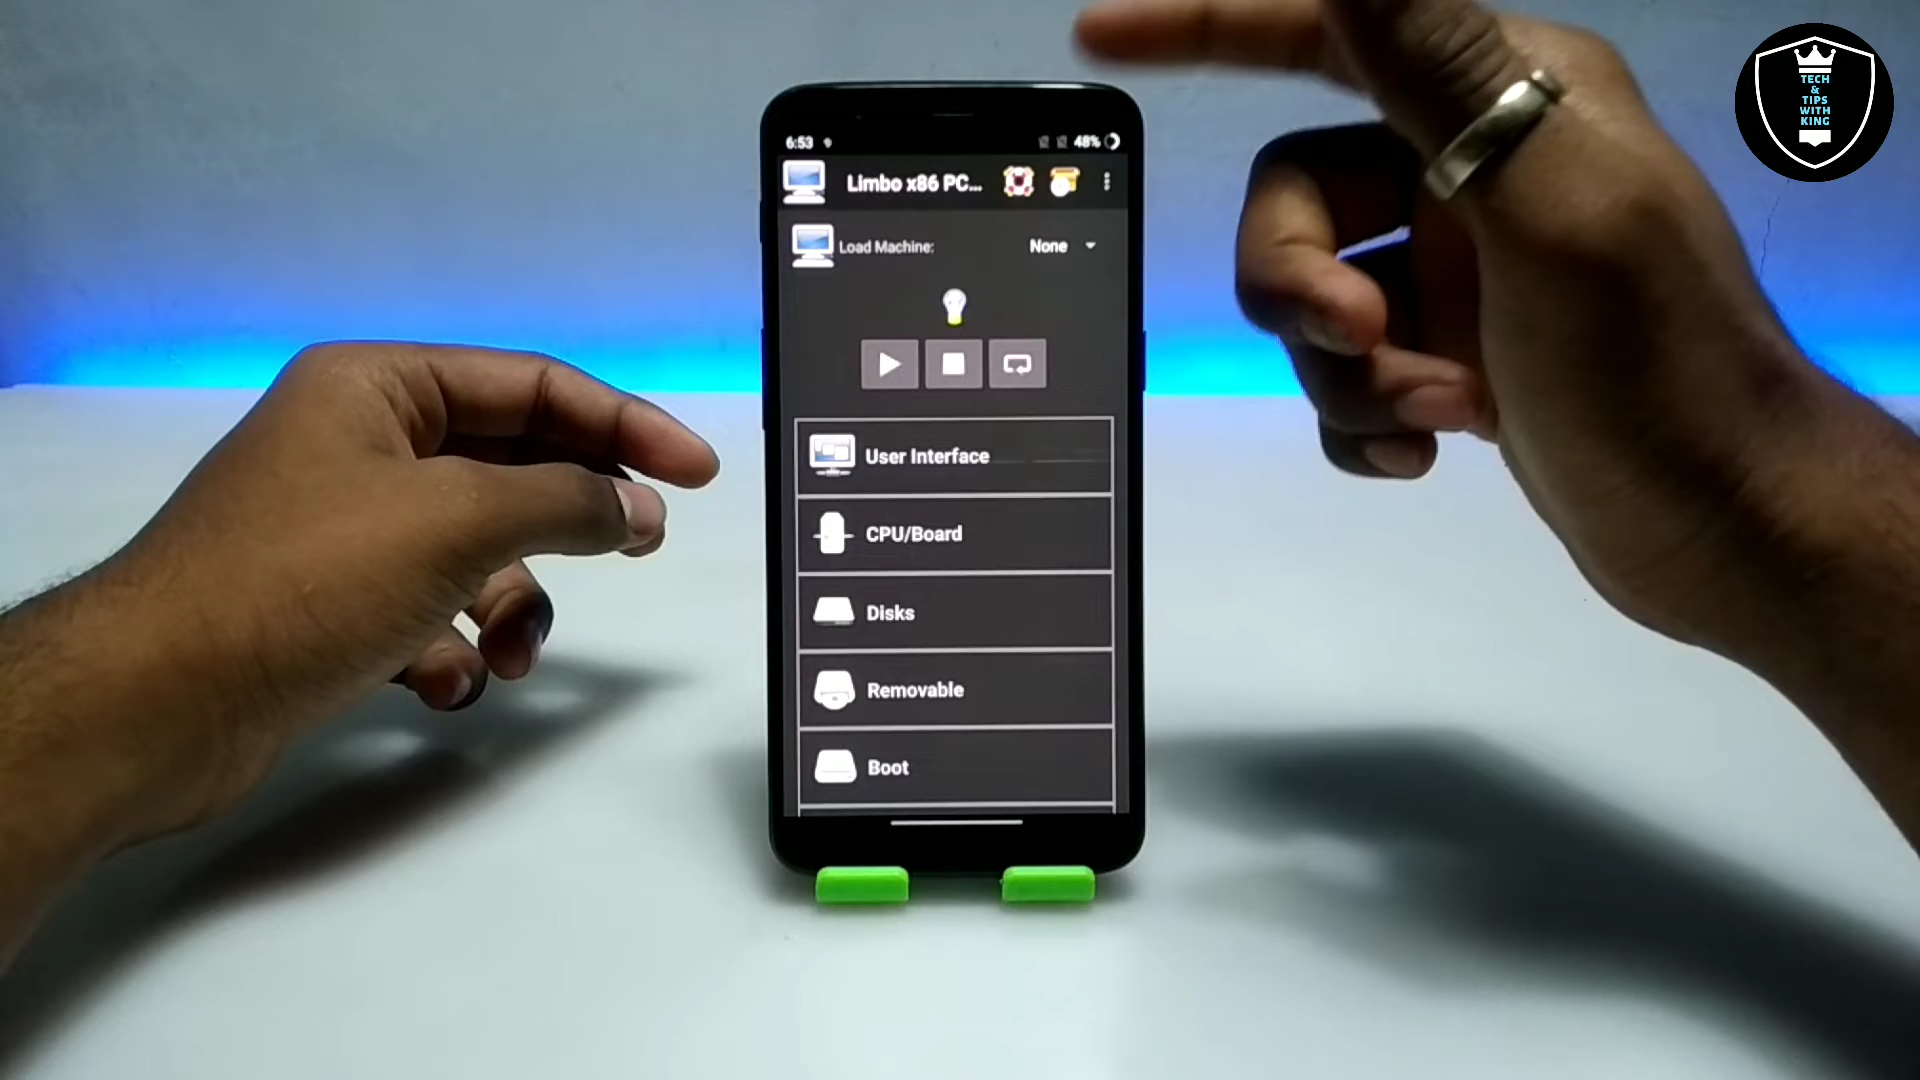 TECH
&
TIPS
WITH
KING
6:53
48%
Limbo x86 PC...
Load Machine:
None
User Interface
CPU/Board
Disks
Removable
Boot